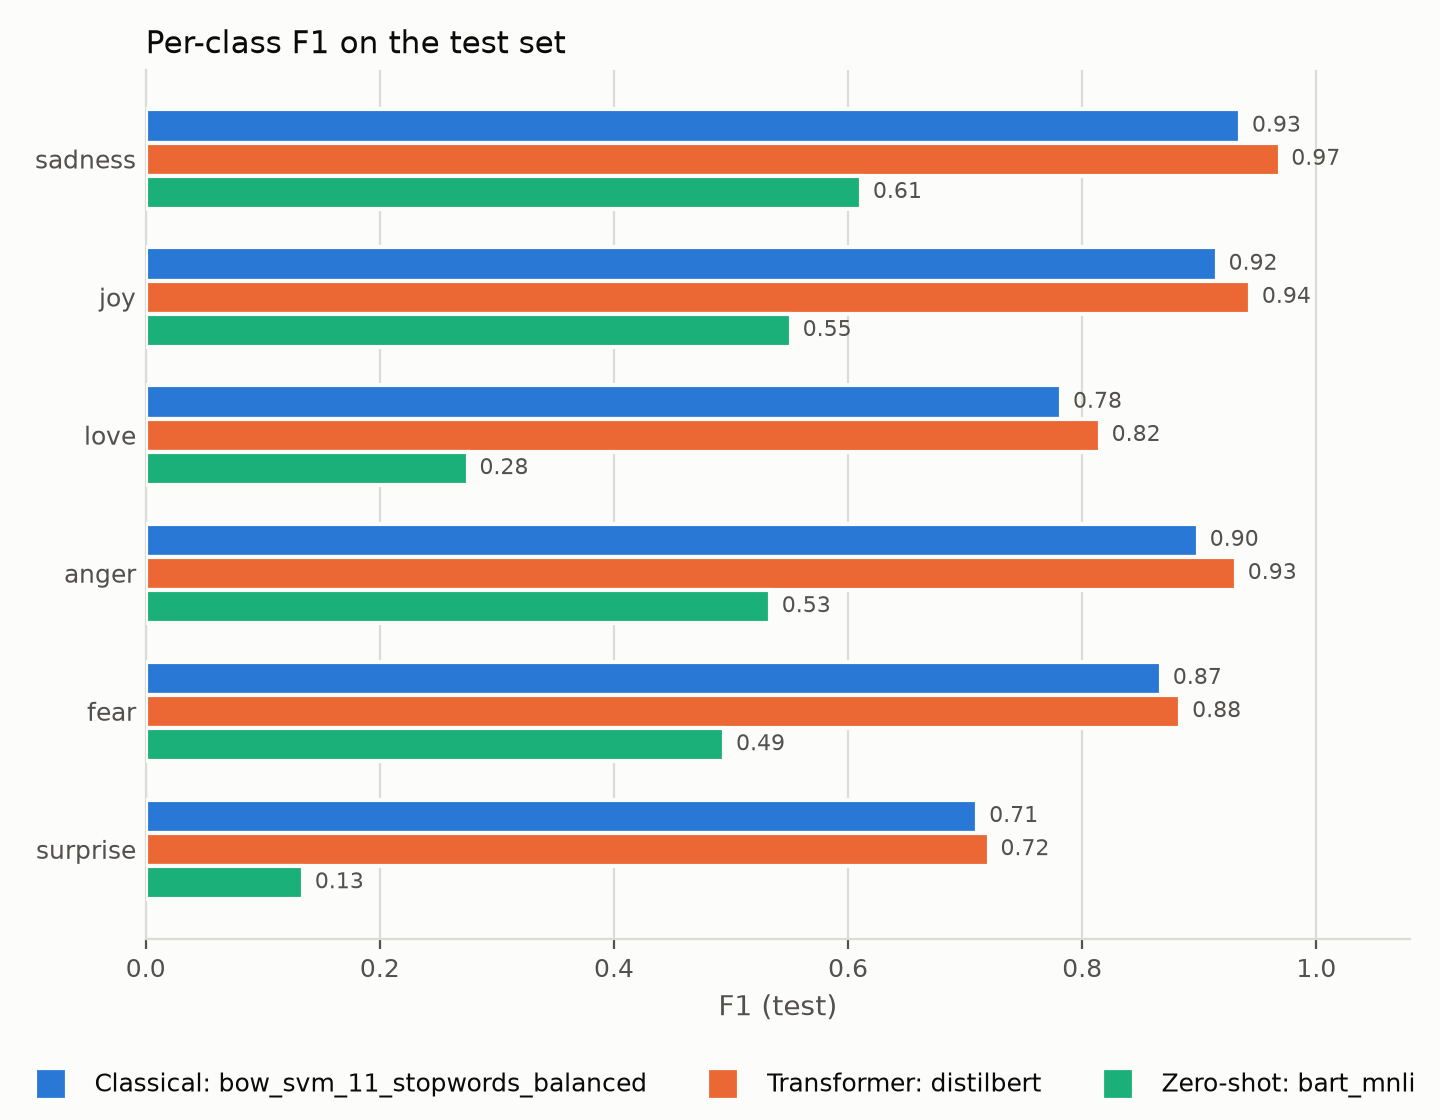 Per-class F1 on the test set
sadness
0.93
0.97
0.61
joy
0.92
0.94
0.55
love
0.78
0.82
0.28
anger
0.90
0.93
0.53
fear
0.87
0.88
0.49
surprise
0.71
0.72
0.13
0.0 0.2 0.4 0.6 0.8 1.0
F1 (test)
Classical: bow_svm_11_stopwords_balanced Transformer: distilbert Zero-shot: bart_mnli